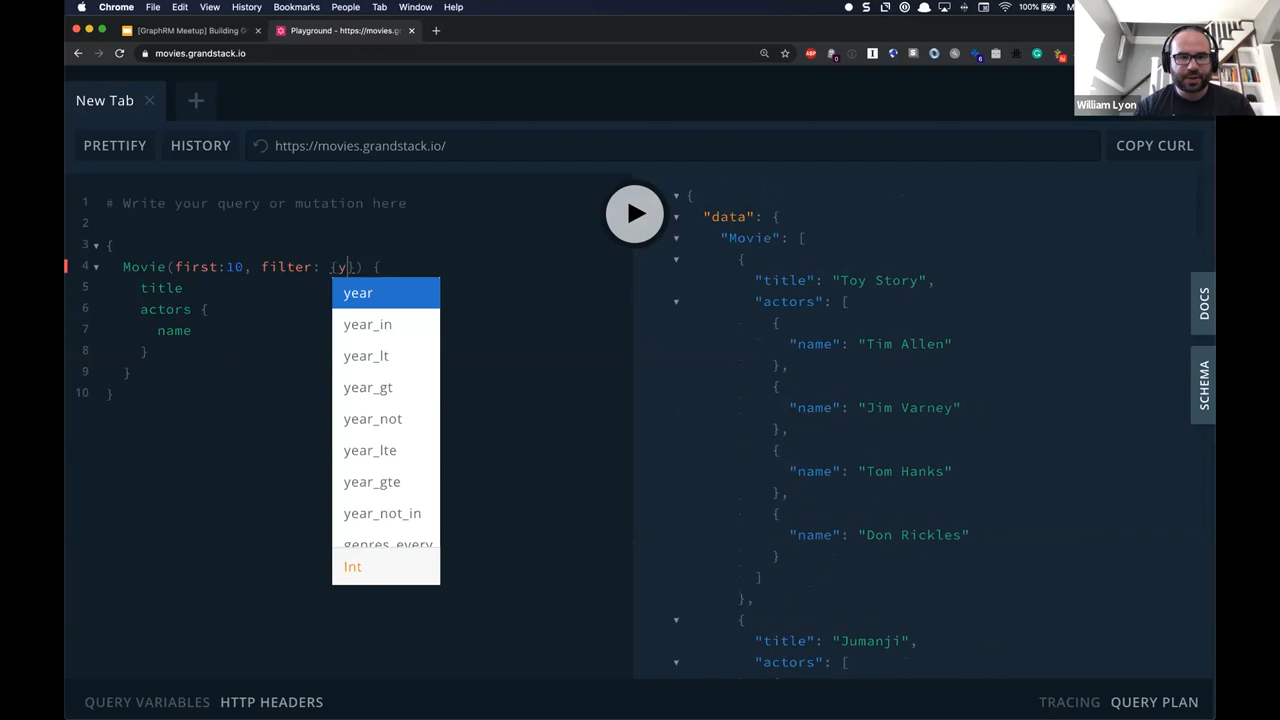 Chrome File Edit View History Bookmarks People Tab Window Help 100%
[GraphRM Meetup] Building G Playground - https://movies.g
movies.grandstack.io
William Lyon
New Tab
PRETTIFY HISTORY https://movies.grandstack.io/ COPY CURL
1 # Write your query or mutation here
2
3 {
4 Movie(first:10, filter: {y}) {
5 title
6 actors {
7 name
8 }
9 }
10 }
year
year_in
year_lt
year_gt
year_not
year_lte
year_gte
year_not_in
genres_every
Int
{
"data": {
"Movie": [
{
"title": "Toy Story",
"actors": [
{
"name": "Tim Allen"
},
{
"name": "Jim Varney"
},
{
"name": "Tom Hanks"
},
{
"name": "Don Rickles"
}
]
},
{
"title": "Jumanji",
"actors": [
DOCS
SCHEMA
QUERY VARIABLES HTTP HEADERS TRACING QUERY PLAN